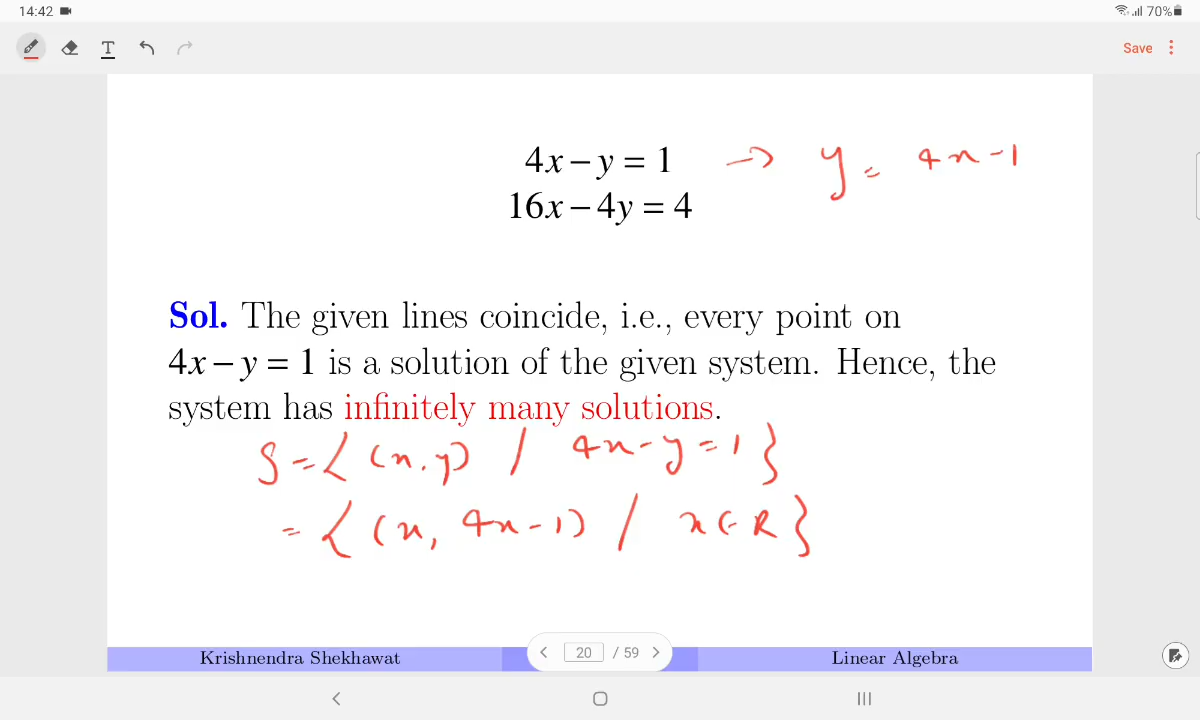 14:42 70%
T Save
4x − y = 1 → y = 4x − 1
16x − 4y = 4
Sol. The given lines coincide, i.e., every point on
4x − y = 1 is a solution of the given system. Hence, the
system has infinitely many solutions.
S = { (x, y) / 4x − y = 1 }
= { (x, 4x − 1) / x ∈ R }
Krishnendra Shekhawat 20 / 59 Linear Algebra